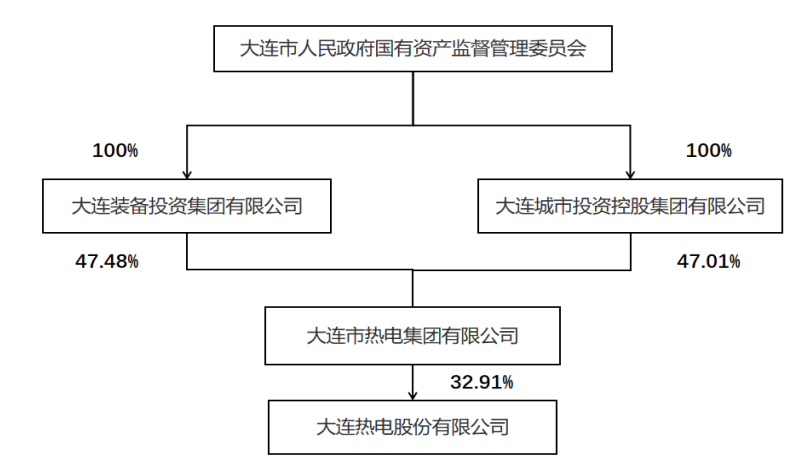 大连市人民政府国有资产监督管理委员会
100%
100%
大连装备投资集团有限公司
大连城市投资控股集团有限公司
47.48%
47.01%
大连市热电集团有限公司
32.91%
大连热电股份有限公司